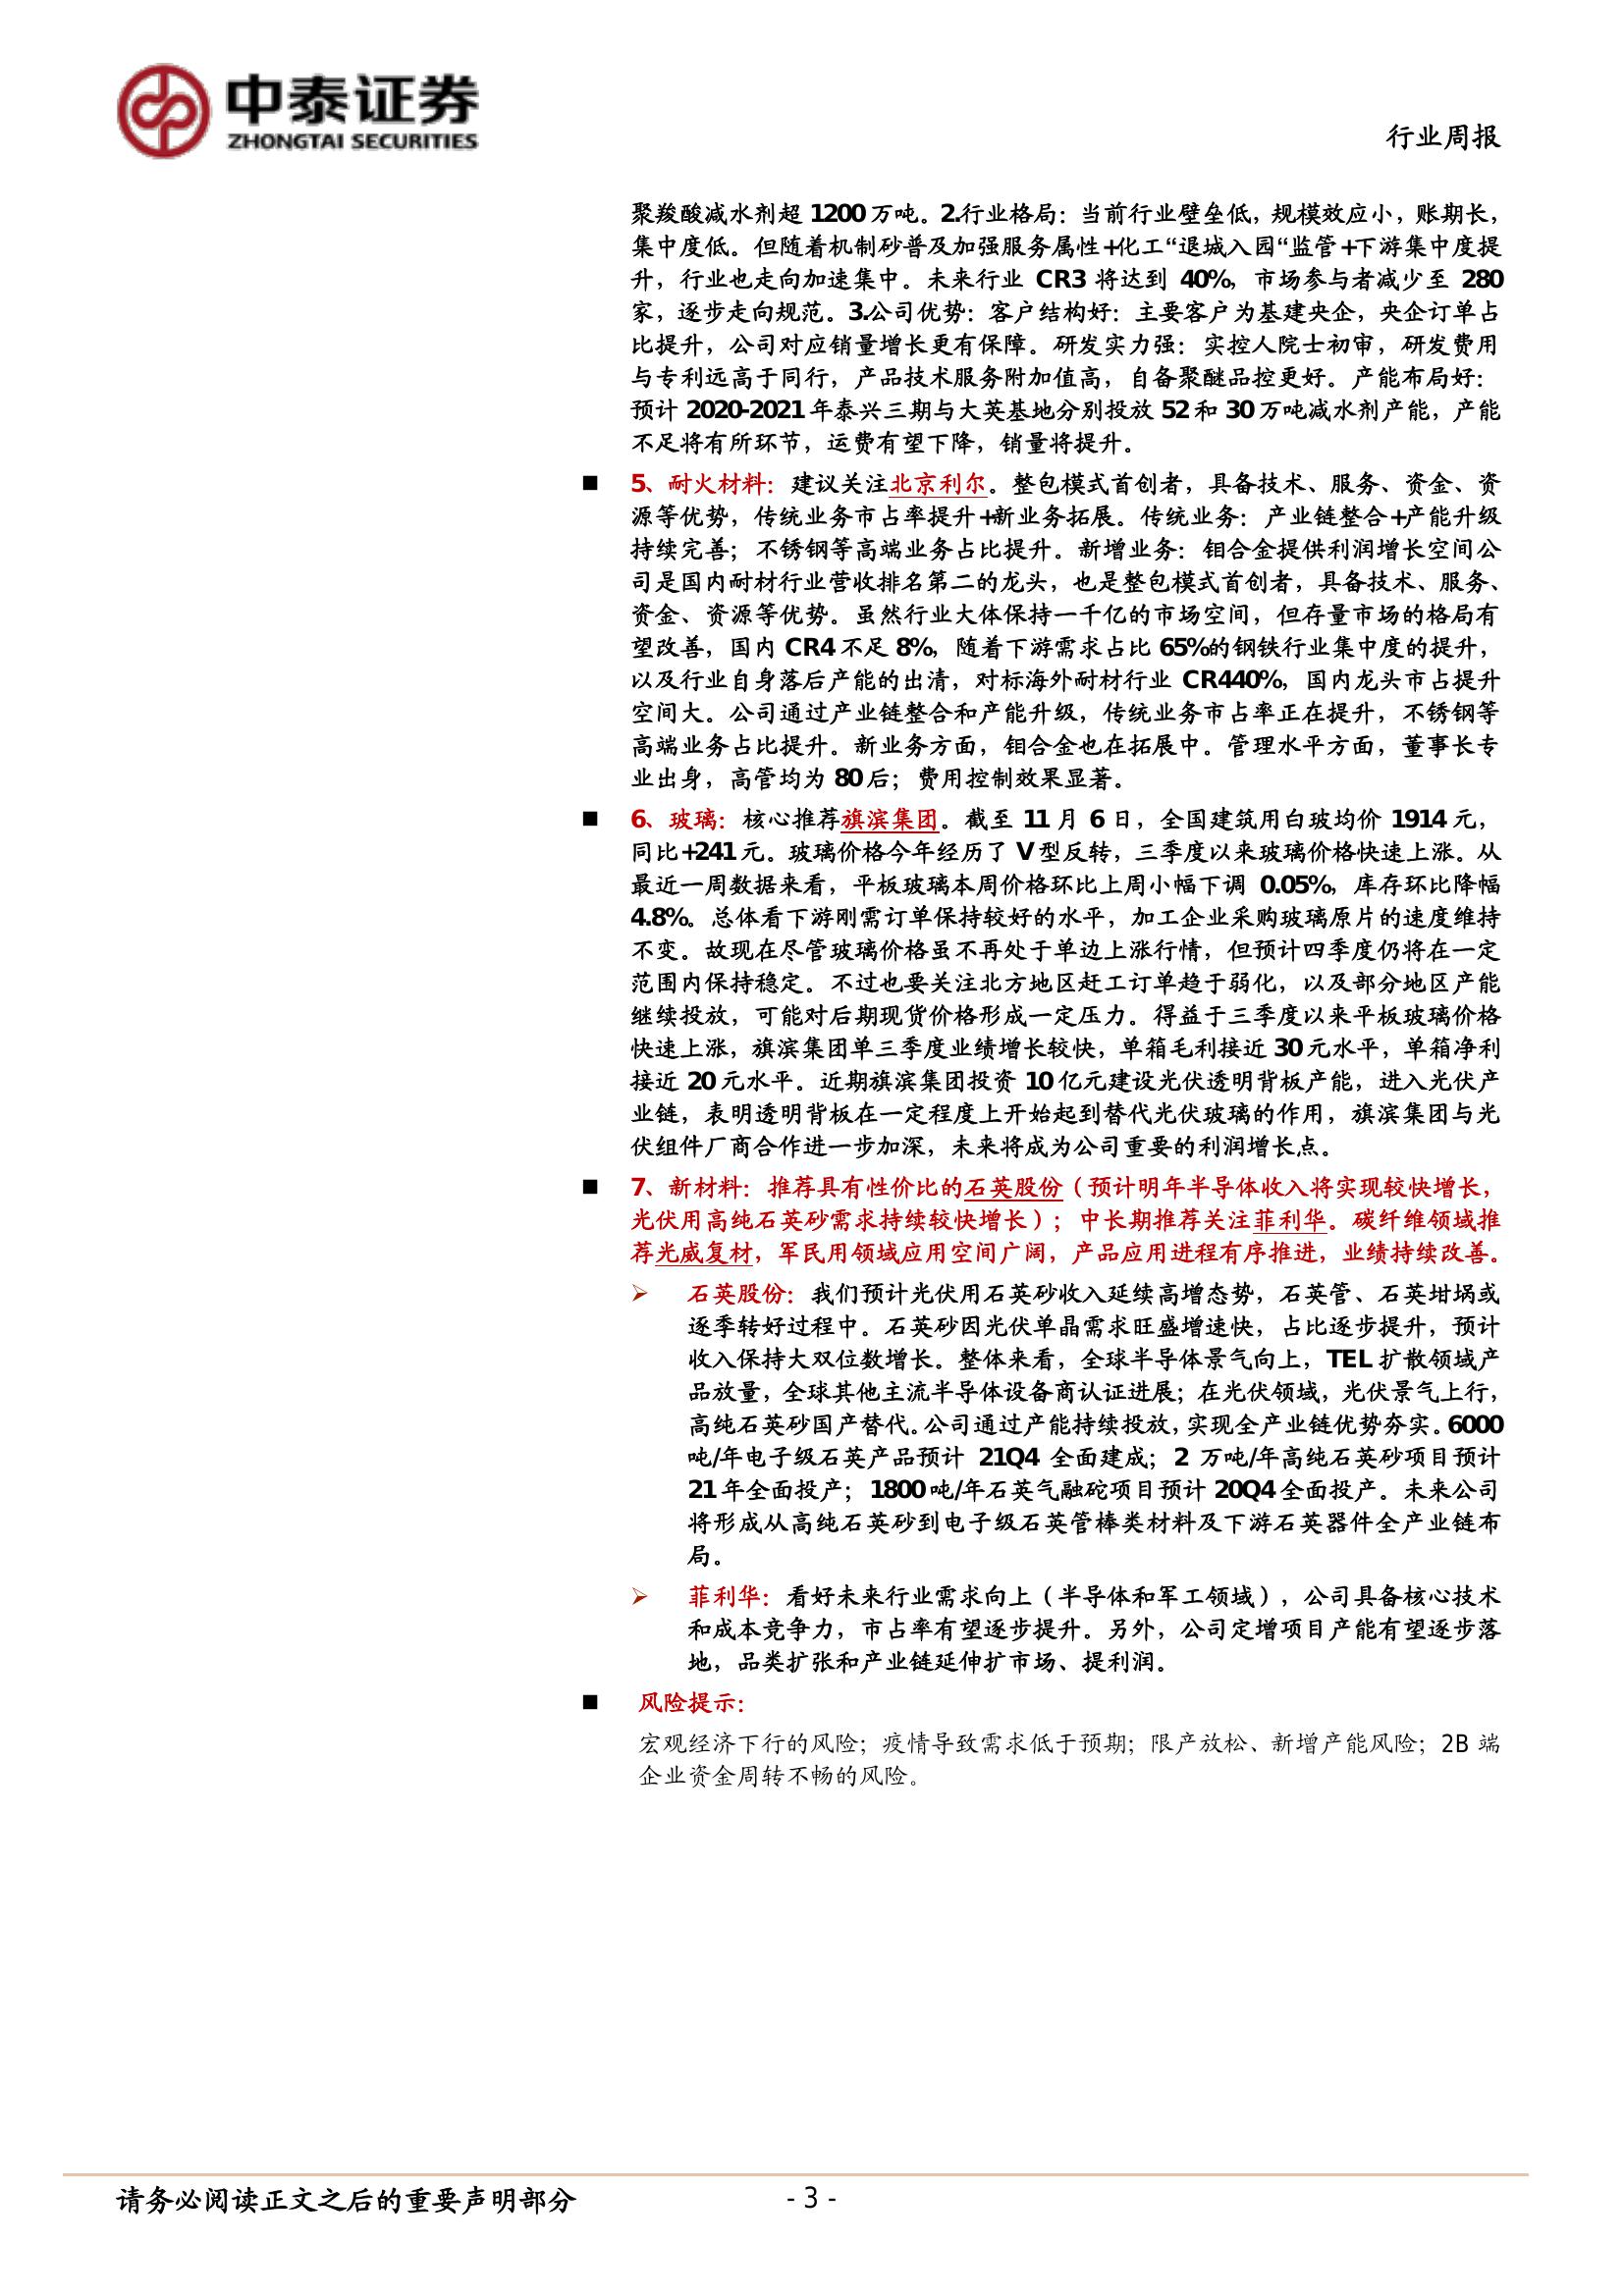 中泰证券
ZHONGTAI SECURITIES
行业周报
聚羧酸减水剂超 1200 万吨。2.行业格局：当前行业壁垒低，规模效应小，账期长，
集中度低。但随着机制砂普及加强服务属性+化工“退城入园“监管+下游集中度提
升，行业也走向加速集中。未来行业 CR3 将达到 40%，市场参与者减少至 280
家，逐步走向规范。3.公司优势：客户结构好：主要客户为基建央企，央企订单占
比提升，公司对应销量增长更有保障。研发实力强：实控人院士初审，研发费用
与专利远高于同行，产品技术服务附加值高，自备聚醚品控更好。产能布局好：
预计 2020-2021 年泰兴三期与大英基地分别投放 52 和 30 万吨减水剂产能，产能
不足将有所环节，运费有望下降，销量将提升。
■ 5、耐火材料：建议关注北京利尔。整包模式首创者，具备技术、服务、资金、资
源等优势，传统业务市占率提升+新业务拓展。传统业务：产业链整合+产能升级
持续完善；不锈钢等高端业务占比提升。新增业务：钼合金提供利润增长空间公
司是国内耐材行业营收排名第二的龙头，也是整包模式首创者，具备技术、服务、
资金、资源等优势。虽然行业大体保持一千亿的市场空间，但存量市场的格局有
望改善，国内 CR4 不足 8%，随着下游需求占比 65%的钢铁行业集中度的提升，
以及行业自身落后产能的出清，对标海外耐材行业 CR440%，国内龙头市占提升
空间大。公司通过产业链整合和产能升级，传统业务市占率正在提升，不锈钢等
高端业务占比提升。新业务方面，钼合金也在拓展中。管理水平方面，董事长专
业出身，高管均为 80 后；费用控制效果显著。
■ 6、玻璃：核心推荐旗滨集团。截至 11 月 6 日，全国建筑用白玻均价 1914 元，
同比+241 元。玻璃价格今年经历了 V 型反转，三季度以来玻璃价格快速上涨。从
最近一周数据来看，平板玻璃本周价格环比上周小幅下调 0.05%，库存环比降幅
4.8%。总体看下游刚需订单保持较好的水平，加工企业采购玻璃原片的速度维持
不变。故现在尽管玻璃价格虽不再处于单边上涨行情，但预计四季度仍将在一定
范围内保持稳定。不过也要关注北方地区赶工订单趋于弱化，以及部分地区产能
继续投放，可能对后期现货价格形成一定压力。得益于三季度以来平板玻璃价格
快速上涨，旗滨集团单三季度业绩增长较快，单箱毛利接近 30 元水平，单箱净利
接近 20 元水平。近期旗滨集团投资 10 亿元建设光伏透明背板产能，进入光伏产
业链，表明透明背板在一定程度上开始起到替代光伏玻璃的作用，旗滨集团与光
伏组件厂商合作进一步加深，未来将成为公司重要的利润增长点。
■ 7、新材料：推荐具有性价比的石英股份（预计明年半导体收入将实现较快增长，
光伏用高纯石英砂需求持续较快增长）；中长期推荐关注菲利华。碳纤维领域推
荐光威复材，军民用领域应用空间广阔，产品应用进程有序推进，业绩持续改善。
➢ 石英股份：我们预计光伏用石英砂收入延续高增态势，石英管、石英坩埚或
逐季转好过程中。石英砂因光伏单晶需求旺盛增速快，占比逐步提升，预计
收入保持大双位数增长。整体来看，全球半导体景气向上，TEL 扩散领域产
品放量，全球其他主流半导体设备商认证进展；在光伏领域，光伏景气上行，
高纯石英砂国产替代。公司通过产能持续投放，实现全产业链优势夯实。6000
吨/年电子级石英产品预计 21Q4 全面建成；2 万吨/年高纯石英砂项目预计
21 年全面投产；1800 吨/年石英气融砣项目预计 20Q4 全面投产。未来公司
将形成从高纯石英砂到电子级石英管棒类材料及下游石英器件全产业链布
局。
➢ 菲利华：看好未来行业需求向上（半导体和军工领域），公司具备核心技术
和成本竞争力，市占率有望逐步提升。另外，公司定增项目产能有望逐步落
地，品类扩张和产业链延伸扩市场、提利润。
■ 风险提示：
宏观经济下行的风险；疫情导致需求低于预期；限产放松、新增产能风险；2B 端
企业资金周转不畅的风险。
请务必阅读正文之后的重要声明部分
- 3 -